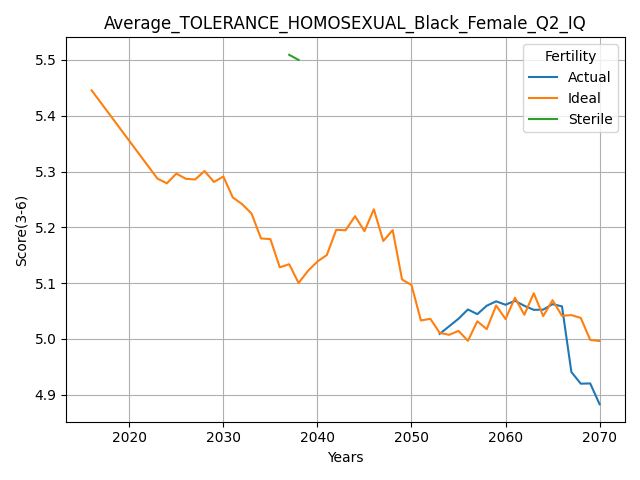 Average_TOLERANCE_HOMOSEXUAL_Black_Female_Q2_IQ
Fertility
Actual
Ideal
Sterile
Score(3-6)
5.5
5.4
5.3
5.2
5.1
5.0
4.9
2020 2030 2040 2050 2060 2070
Years